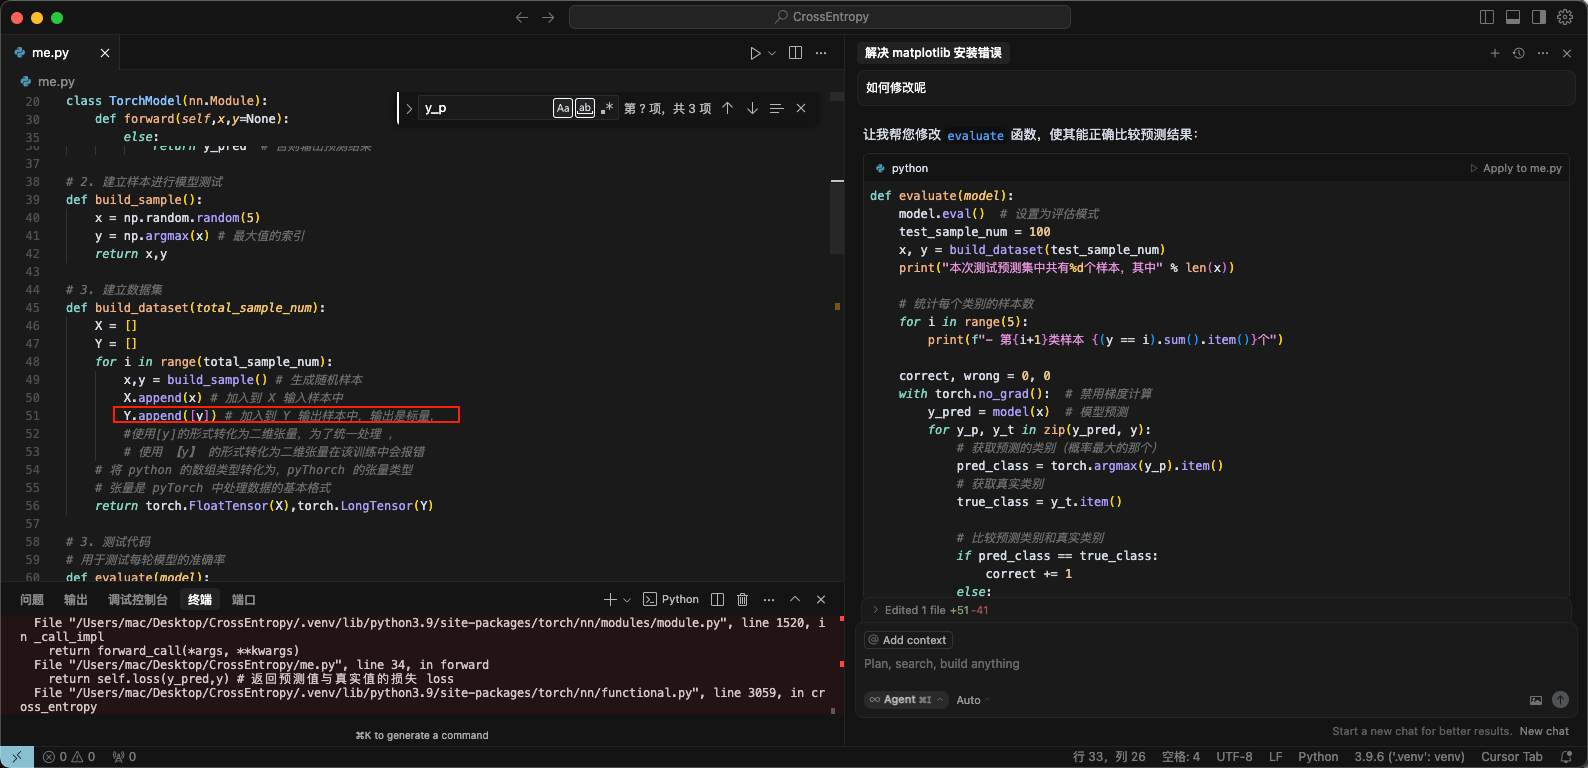 CrossEntropy
me.py
me.py
y_p
Aa
ab
.*
第 ? 项, 共 3 项
20 class TorchModel(nn.Module):
30 def forward(self,x,y=None):
35 else:
36 return y_pred # 否则输出预测结果
37
38 # 2. 建立样本进行模型测试
39 def build_sample():
40 x = np.random.random(5)
41 y = np.argmax(x) # 最大值的索引
42 return x,y
43
44 # 3. 建立数据集
45 def build_dataset(total_sample_num):
46 X = []
47 Y = []
48 for i in range(total_sample_num):
49 x,y = build_sample() # 生成随机样本
50 X.append(x) # 加入到 X 输入样本中
51 Y.append([y]) # 加入到 Y 输出样本中, 输出是标量,
52 #使用[y]的形式转化为二维张量, 为了统一处理 ,
53 # 使用 【y】 的形式转化为二维张量在该训练中会报错
54 # 将 python 的数组类型转化为, pyThorch 的张量类型
55 # 张量是 pyTorch 中处理数据的基本格式
56 return torch.FloatTensor(X),torch.LongTensor(Y)
57
58 # 3. 测试代码
59 # 用于测试每轮模型的准确率
60 def evaluate(model):
问题 输出 调试控制台 终端 端口
Python
File "/Users/mac/Desktop/CrossEntropy/.venv/lib/python3.9/site-packages/torch/nn/modules/module.py", line 1520, i
n _call_impl
return forward_call(*args, **kwargs)
File "/Users/mac/Desktop/CrossEntropy/me.py", line 34, in forward
return self.loss(y_pred,y) # 返回预测值与真实值的损失 loss
File "/Users/mac/Desktop/CrossEntropy/.venv/lib/python3.9/site-packages/torch/nn/functional.py", line 3059, in cr
oss_entropy
⌘K to generate a command
解决 matplotlib 安装错误
如何修改呢
让我帮您修改 evaluate 函数, 使其能正确比较预测结果:
python
Apply to me.py
def evaluate(model):
model.eval() # 设置为评估模式
test_sample_num = 100
x, y = build_dataset(test_sample_num)
print("本次测试预测集中共有%d个样本, 其中" % len(x))
# 统计每个类别的样本数
for i in range(5):
print(f"- 第{i+1}类样本 {(y == i).sum().item()}个")
correct, wrong = 0, 0
with torch.no_grad(): # 禁用梯度计算
y_pred = model(x) # 模型预测
for y_p, y_t in zip(y_pred, y):
# 获取预测的类别 (概率最大的那个)
pred_class = torch.argmax(y_p).item()
# 获取真实类别
true_class = y_t.item()
# 比较预测类别和真实类别
if pred_class == true_class:
correct += 1
else:
Edited 1 file +51 -41
@ Add context
Plan, search, build anything
∞ Agent ⌘I
Auto
Start a new chat for better results. New chat
0 0 0
行 33, 列 26 空格: 4 UTF-8 LF Python 3.9.6 ('.venv': venv) Cursor Tab